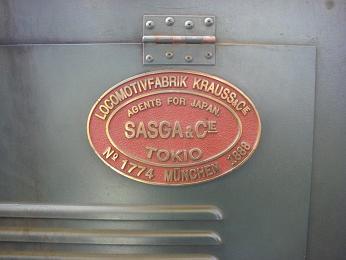 LOCOMOTIVFABRIK KRAUSS&CIE
AGENTS FOR JAPAN.
SASGA&CIE
TOKIO
No 1774 MÜNCHEN 1888